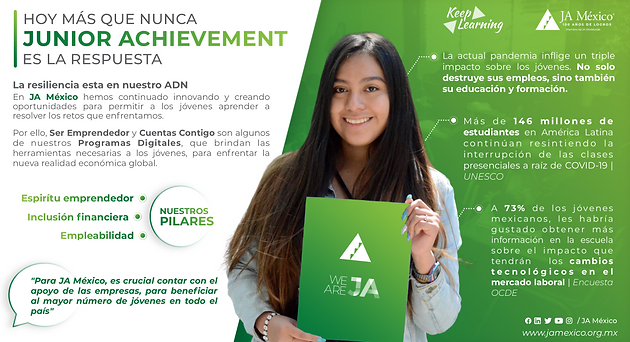 HOY MÁS QUE NUNCA
JUNIOR ACHIEVEMENT
ES LA RESPUESTA
La resiliencia esta en nuestro ADN
En JA México hemos continuado innovando y creando
oportunidades para permitir a los jóvenes aprender a
resolver los retos que enfrentamos.
Por ello, Ser Emprendedor y Cuentas Contigo son algunos
de nuestros Programas Digitales, que brindan las
herramientas necesarias a los jóvenes, para enfrentar la
nueva realidad económica global.
Espíritu emprendedor
Inclusión financiera
Empleabilidad
NUESTROS
PILARES
"Para JA México, es crucial contar con el
apoyo de las empresas, para beneficiar
al mayor número de jóvenes en todo el
país"
WE
ARE JA
Keep
Learning
JA México
100 AÑOS DE LOGROS
La actual pandemia inflige un triple
impacto sobre los jóvenes. No solo
destruye sus empleos, sino también
su educación y formación.
Más de 146 millones de
estudiantes en América Latina
continúan resintiendo la
interrupción de las clases
presenciales a raíz de COVID-19 |
UNESCO
A 73% de los jóvenes
mexicanos, les habría
gustado obtener más
información en la escuela
sobre el impacto que
tendrán los cambios
tecnológicos en el
mercado laboral | Encuesta
OCDE
/JA México
www.jamexico.org.mx